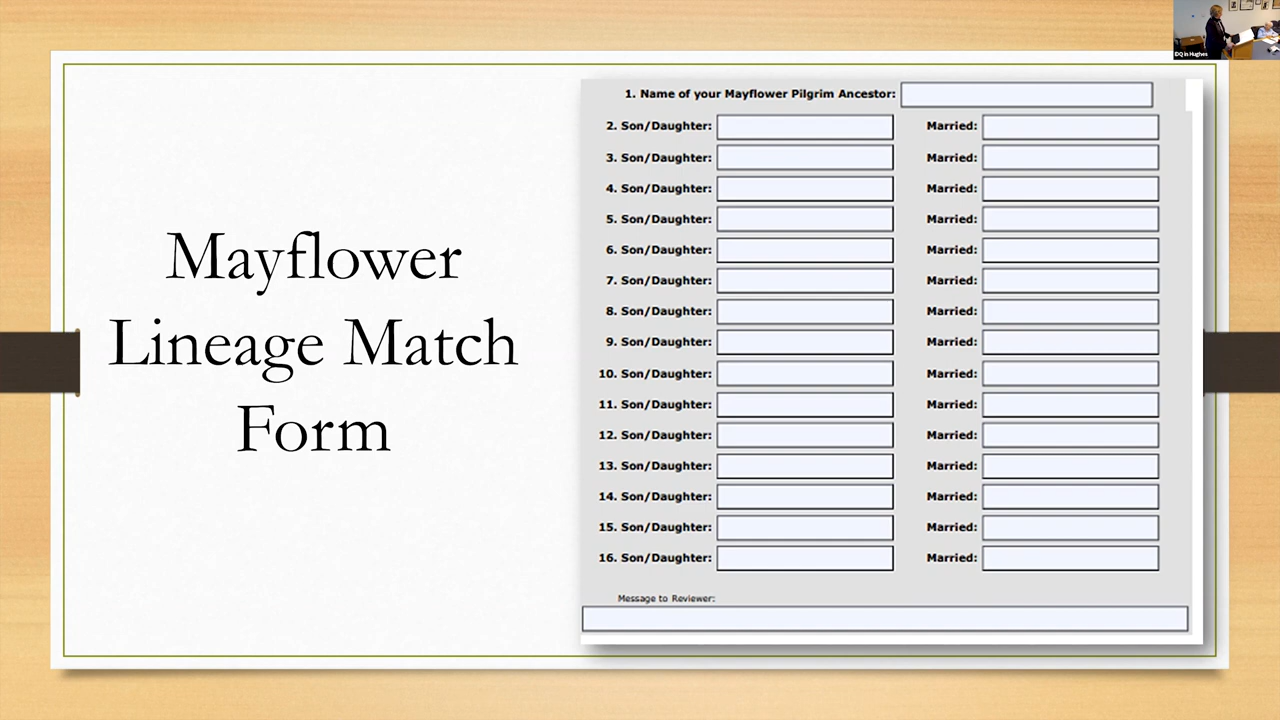 IDQ in Hughes
Mayflower
Lineage Match
Form
1. Name of your Mayflower Pilgrim Ancestor:
2. Son/Daughter: Married:
3. Son/Daughter: Married:
4. Son/Daughter: Married:
5. Son/Daughter: Married:
6. Son/Daughter: Married:
7. Son/Daughter: Married:
8. Son/Daughter: Married:
9. Son/Daughter: Married:
10. Son/Daughter: Married:
11. Son/Daughter: Married:
12. Son/Daughter: Married:
13. Son/Daughter: Married:
14. Son/Daughter: Married:
15. Son/Daughter: Married:
16. Son/Daughter: Married:
Message to Reviewer: